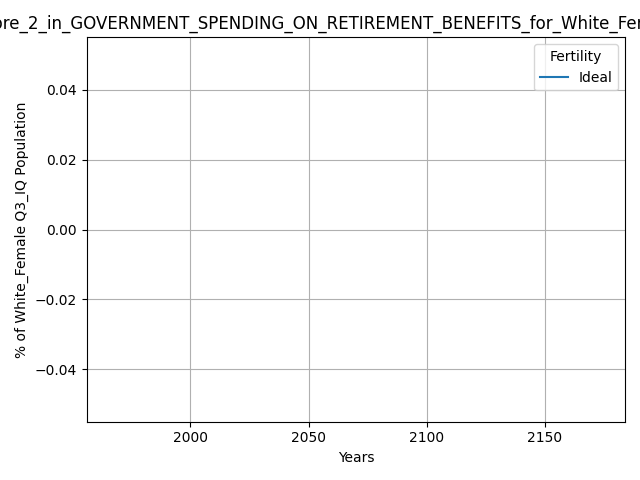 ore_2_in_GOVERNMENT_SPENDING_ON_RETIREMENT_BENEFITS_for_White_Fe
Fertility
Ideal
0.04
0.02
0.00
−0.02
−0.04
% of White_Female Q3_IQ Population
2000 2050 2100 2150
Years